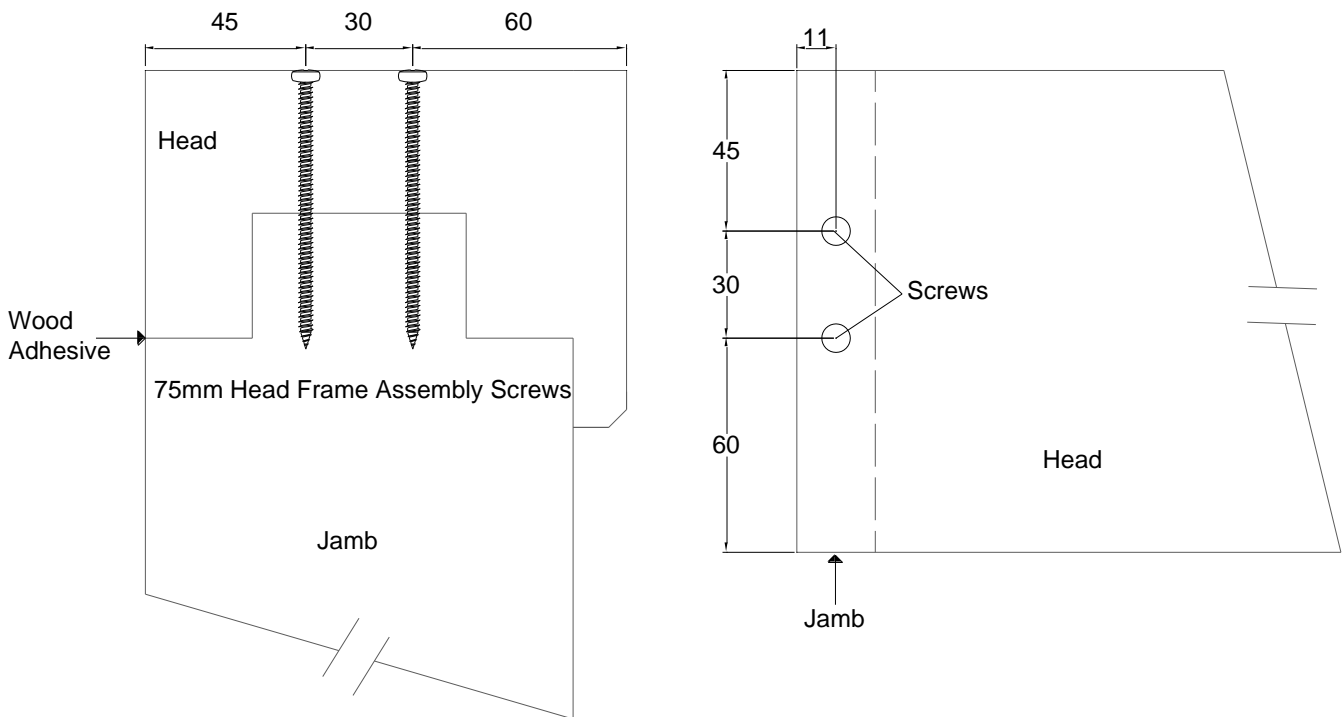 45
30
60
Head
Wood
Adhesive
75mm Head Frame Assembly Screws
Jamb
11
45
30
60
Screws
Head
Jamb